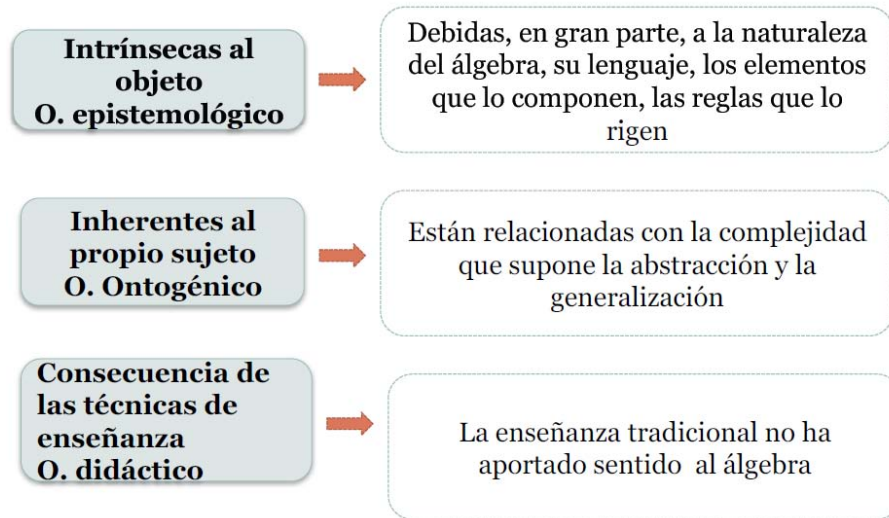 Intrínsecas al
objeto
O. epistemológico
Debidas, en gran parte, a la naturaleza
del álgebra, su lenguaje, los elementos
que lo componen, las reglas que lo
rigen
Inherentes al
propio sujeto
O. Ontogénico
Están relacionadas con la complejidad
que supone la abstracción y la
generalización
Consecuencia de
las técnicas de
enseñanza
O. didáctico
La enseñanza tradicional no ha
aportado sentido al álgebra